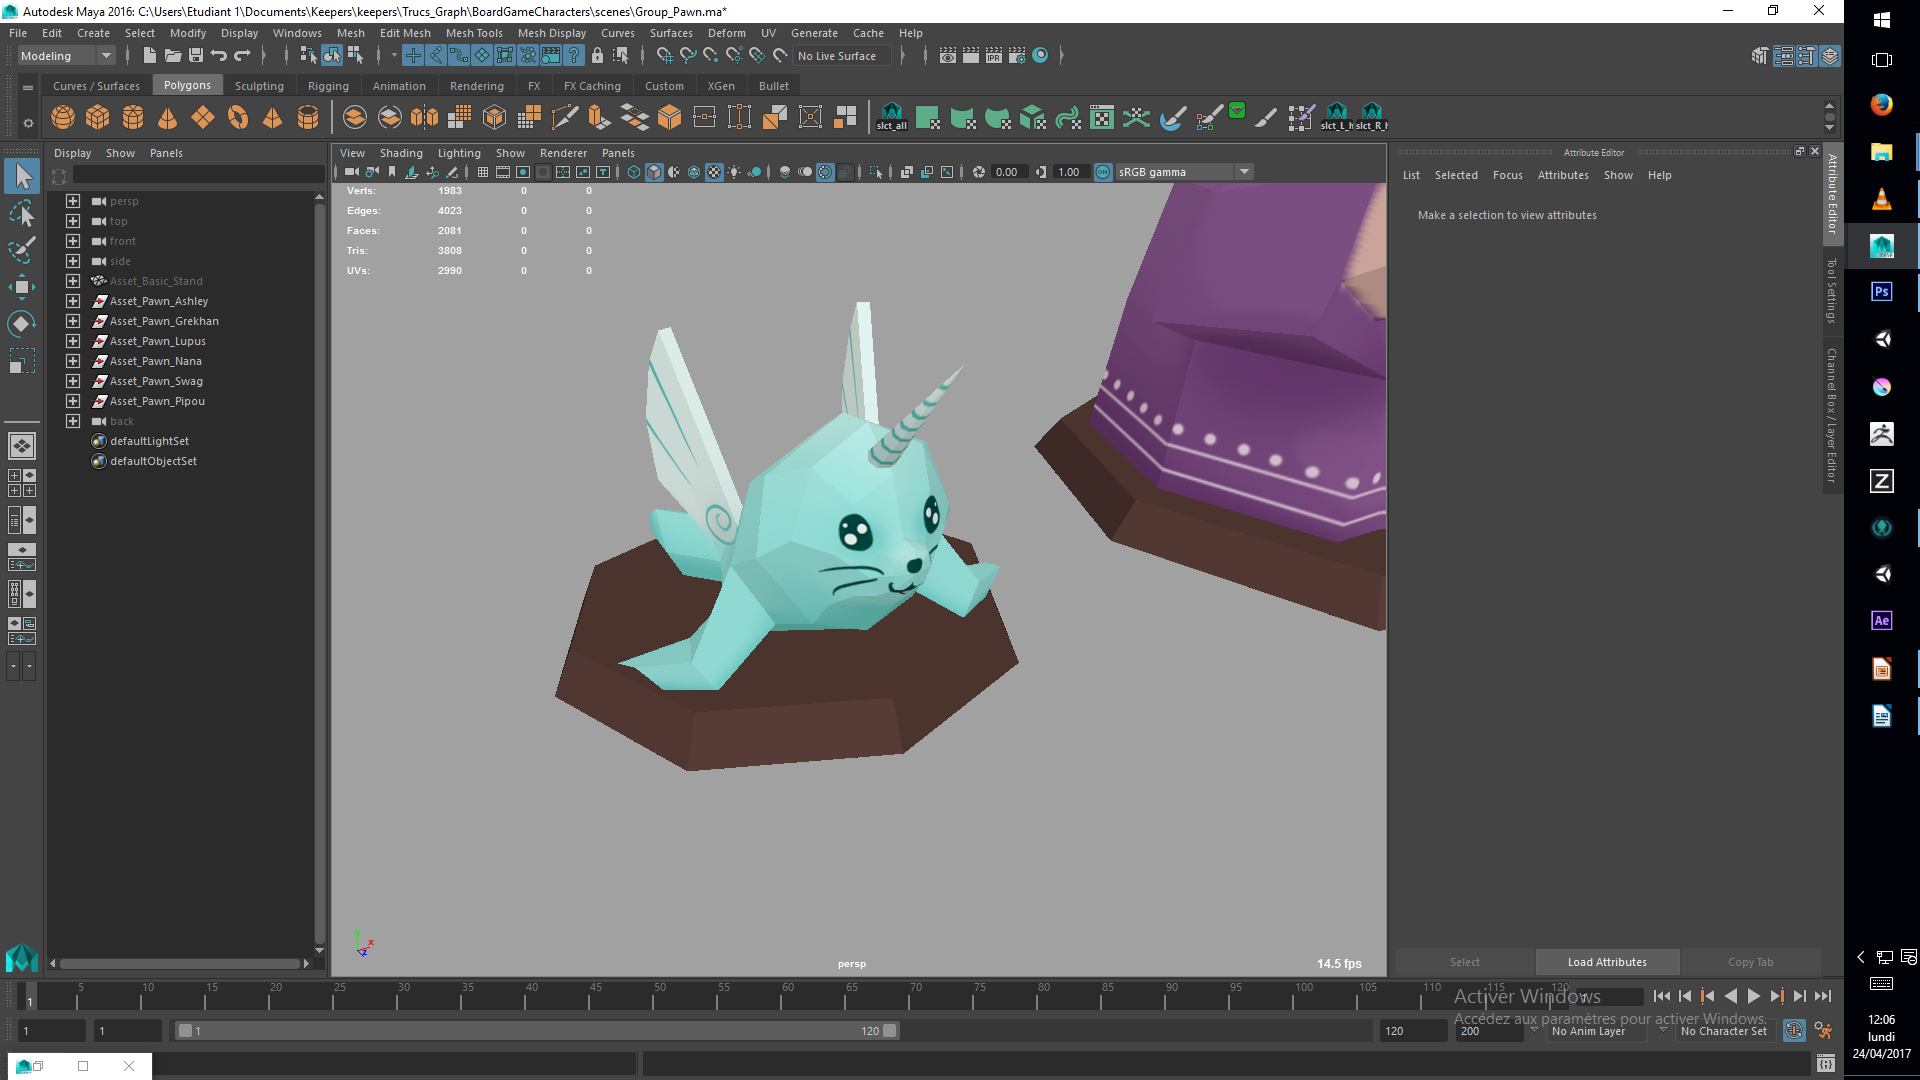 Autodesk Maya 2016: C:\Users\Etudiant 1\Documents\Keepers\keepers\Trucs_Graph\BoardGameCharacters\scenes\Group_Pawn.ma*
File Edit Create Select Modify Display Windows Mesh Edit Mesh Mesh Tools Mesh Display Curves Surfaces Deform UV Generate Cache Help
Modeling No Live Surface
Curves / Surfaces Polygons Sculpting Rigging Animation Rendering FX FX Caching Custom XGen Bullet
slct_all slct_L_h slct_R_h
Display Show Panels
View Shading Lighting Show Renderer Panels
IPR
0.00 1.00 ON sRGB gamma
Attribute Editor
List Selected Focus Attributes Show Help
Make a selection to view attributes
Attribute Editor
Tool Settings
Channel Box / Layer Editor
persp
top
front
side
Asset_Basic_Stand
Asset_Pawn_Ashley
Asset_Pawn_Grekhan
Asset_Pawn_Lupus
Asset_Pawn_Nana
Asset_Pawn_Swag
Asset_Pawn_Pipou
back
defaultLightSet
defaultObjectSet
Verts: 1983 0 0
Edges: 4023 0 0
Faces: 2081 0 0
Tris: 3808 0 0
UVs: 2990 0 0
y
x
z
persp
14.5 fps
Select Load Attributes Copy Tab
1 5 10 15 20 25 30 35 40 45 50 55 60 65 70 75 80 85 90 95 100 105 110 115 120
1 1 1 120 120 200 No Anim Layer No Character Set
Activer Windows
Accédez aux paramètres pour activer Windows.
Ps
Z
Ae
12:06
lundi
24/04/2017